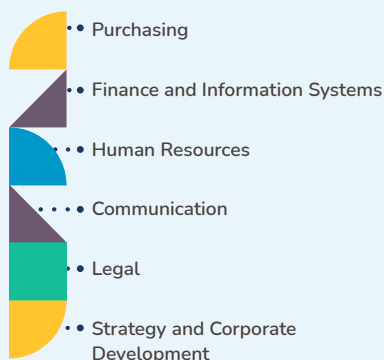 Purchasing
Finance and Information Systems
Human Resources
Communication
Legal
Strategy and Corporate
Development